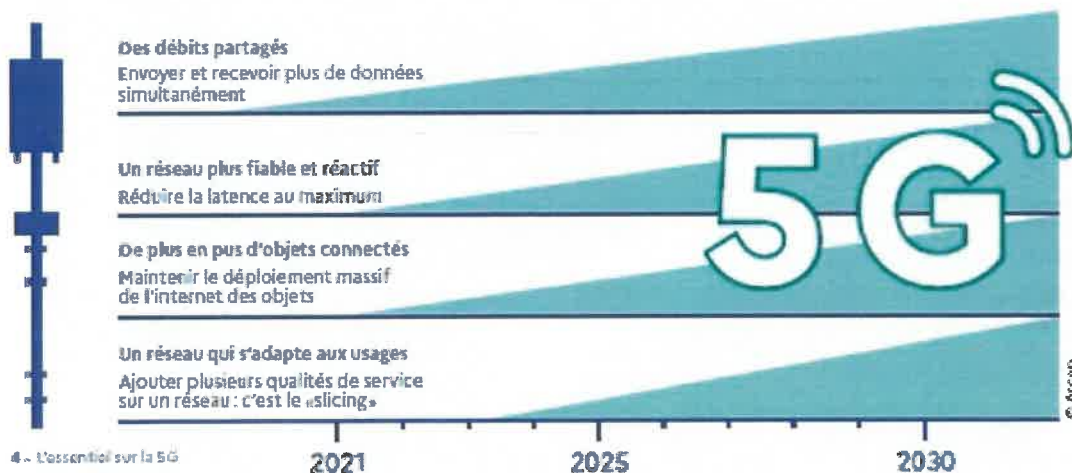 Des débits partagés
Envoyer et recevoir plus de données
simultanément
Un réseau plus fiable et réactif
Réduire la latence au maximum
De plus en pus d'objets connectés
Maintenir le déploiement massif
de l'internet des objets
Un réseau qui s'adapte aux usages
Ajouter plusieurs qualités de service
sur un réseau : c'est le «slicing»
5G
© Arcep
4 - L'essentiel sur la 5G
2021
2025
2030